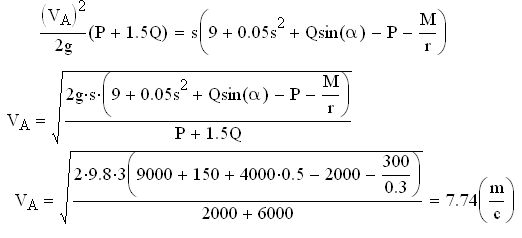 (V_A)^2/2g (P + 1.5Q) = s(9 + 0.05s^2 + Qsin(α) − P − M/r)
V_A = √(2g·s·(9 + 0.05s^2 + Qsin(α) − P − M/r)/(P + 1.5Q))
V_A = √(2·9.8·3(9000 + 150 + 4000·0.5 − 2000 − 300/0.3)/(2000 + 6000)) = 7.74(м/с)